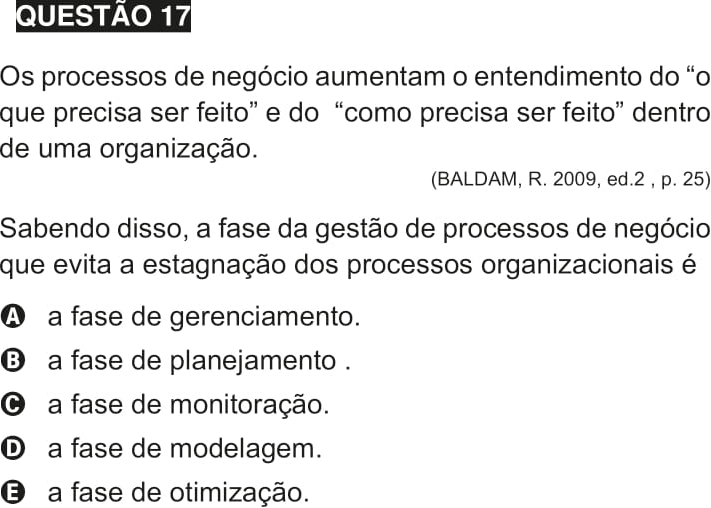 QUESTÃO 17
Os processos de negócio aumentam o entendimento do “o
que precisa ser feito” e do “como precisa ser feito” dentro
de uma organização.
(BALDAM, R. 2009, ed.2 , p. 25)
Sabendo disso, a fase da gestão de processos de negócio
que evita a estagnação dos processos organizacionais é
A a fase de gerenciamento.
B a fase de planejamento .
C a fase de monitoração.
D a fase de modelagem.
E a fase de otimização.